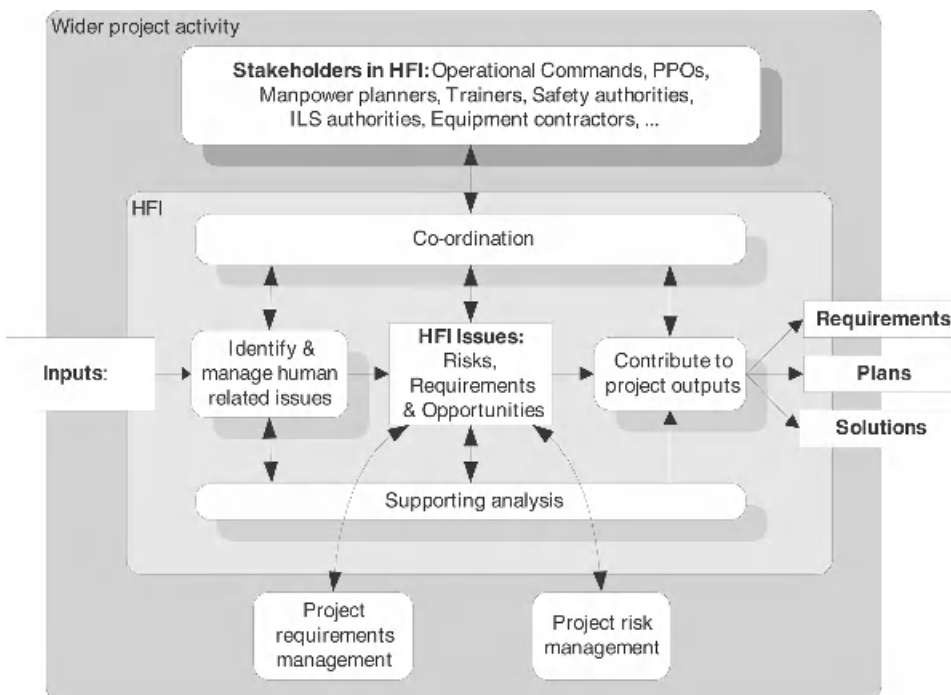 Wider project activity
Stakeholders in HFI: Operational Commands, PPOs,
Manpower planners, Trainers, Safety authorities,
ILS authorities, Equipment contractors, ...
HFI
Co-ordination
Inputs:
Identify &
manage human
related issues
HFI Issues:
Risks,
Requirements
& Opportunities
Contribute to
project outputs
Requirements
Plans
Solutions
Supporting analysis
Project
requirements
management
Project risk
management